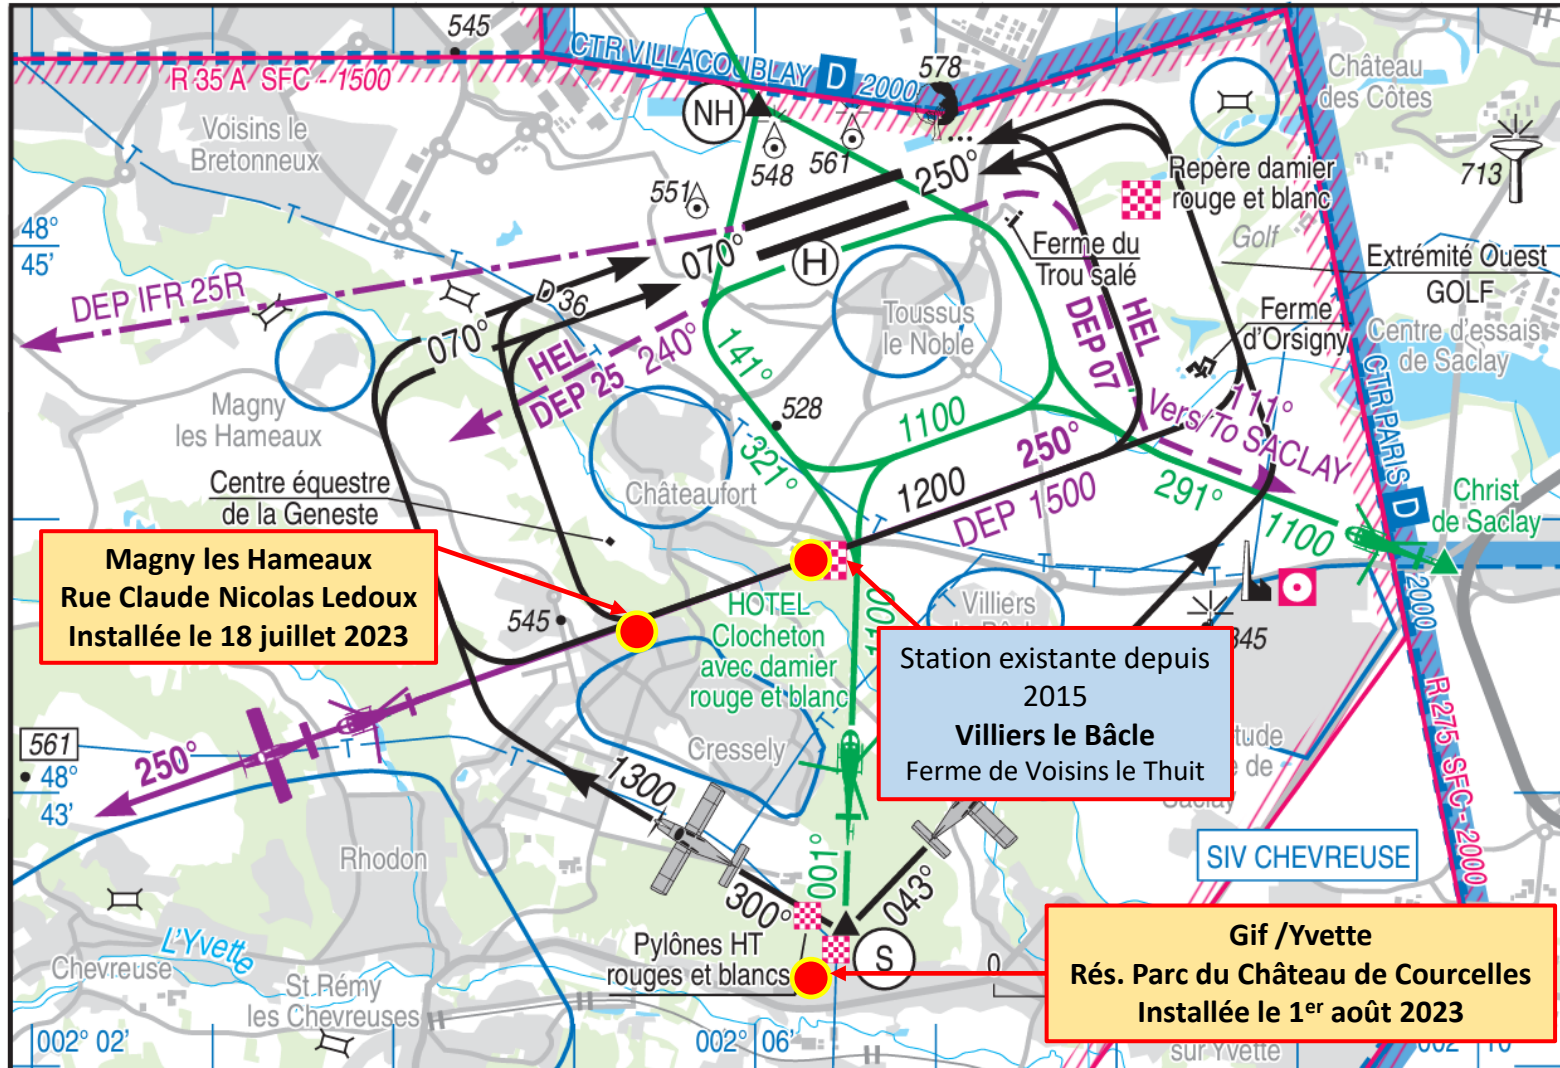 545
CTR VILLACOUBLAY D 2000
578
R 35 A SFC - 1500
Château
des Côtes
NH
Voisins le
Bretonneux
548
561
250°
713
Repère damier
rouge et blanc
551
48°
45'
T
Golf
Ferme du
Trou salé
Extrémité Ouest
GOLF
070°
H
DEP IFR 25R
D 36
Toussus
le Noble
Ferme
d'Orsigny
Centre d'essais
de Saclay
070°
HEL
DEP 25
240°
141°
HEL
DEP 07
CTR PARIS D 2000
Magny
les Hameaux
528
1100
111°
Vers/To SACLAY
T
321°
250°
Centre équestre
de la Geneste
Châteaufort
1200
DEP 1500
291°
1100
Christ
de Saclay
Magny les Hameaux
Rue Claude Nicolas Ledoux
Installée le 18 juillet 2023
T
T
T
545
HOTEL
Clocheton
avec damier
rouge et blanc
1100
Villiers
Station existante depuis
2015
Villiers le Bâcle
Ferme de Voisins le Thuit
R 275 SFC - 2000
561
48°
43'
250°
T
T
T
Cressely
1300
Saclay
Rhodon
SIV CHEVREUSE
001°
043°
300°
L'Yvette
Chevreuse
Pylônes HT
rouges et blancs
S
0
Gif /Yvette
Rés. Parc du Château de Courcelles
Installée le 1er août 2023
St Rémy
les Chevreuses
002° 02'
002° 06'
sur Yvette